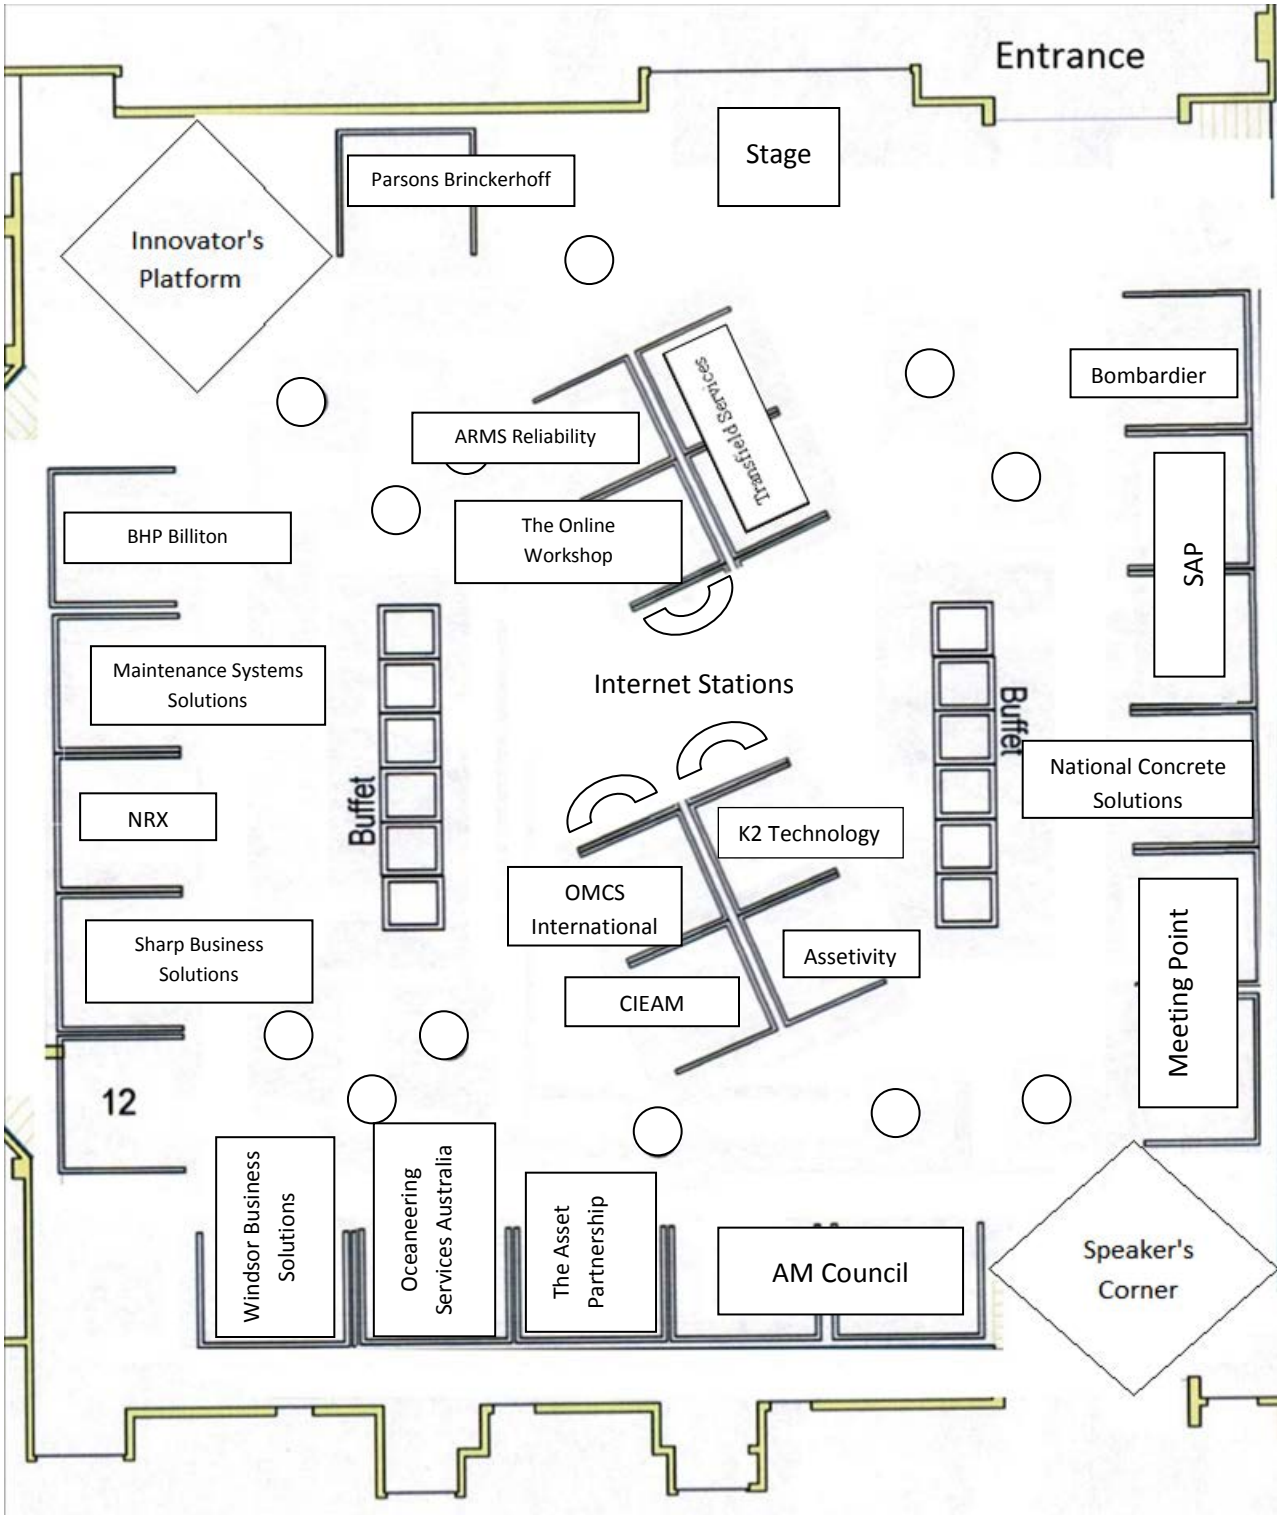 Entrance
Stage
Parsons Brinckerhoff
Innovator's
Platform
Transfield Services
Bombardier
ARMS Reliability
BHP Billiton
The Online
Workshop
SAP
Internet Stations
Maintenance Systems
Solutions
Buffet
Buffet
National Concrete
Solutions
NRX
K2 Technology
OMCS
International
Sharp Business
Solutions
Assetivity
CIEAM
Meeting Point
12
Windsor Business
Solutions
Oceaneering
Services Australia
The Asset
Partnership
AM Council
Speaker's
Corner